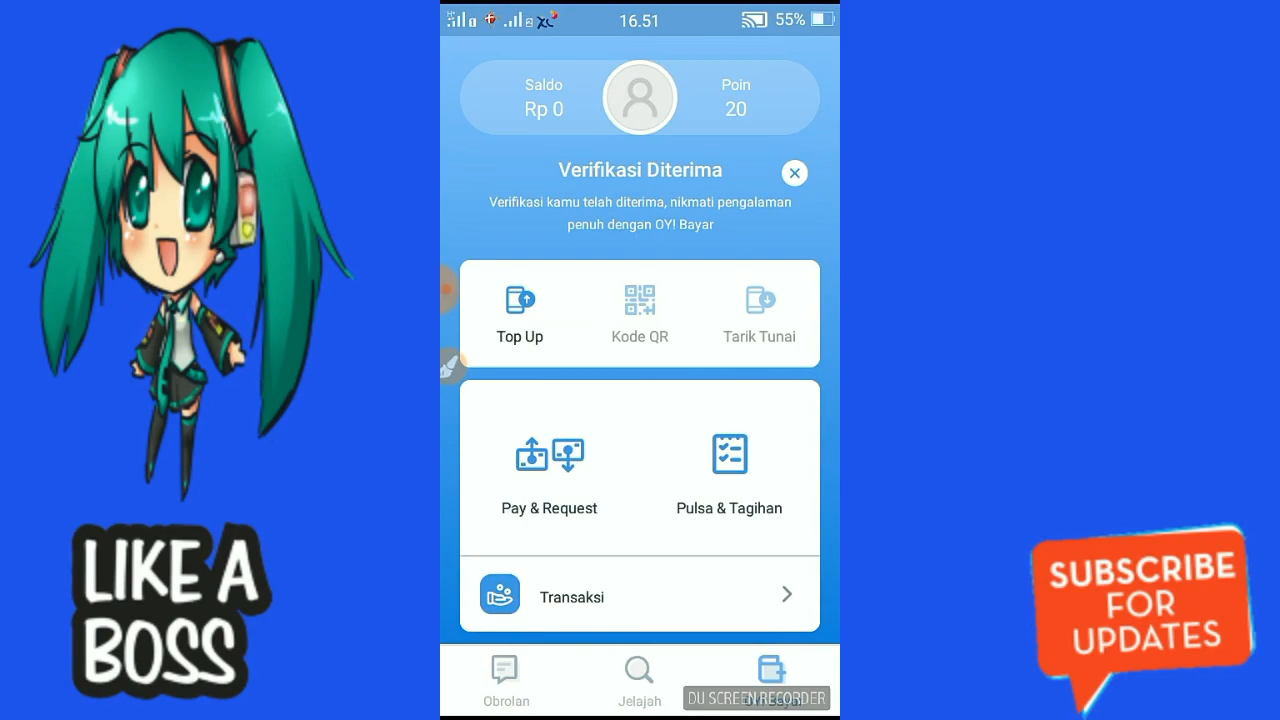 16.51
55%
Saldo
Rp 0
Poin
20
Verifikasi Diterima
Verifikasi kamu telah diterima, nikmati pengalaman
penuh dengan OY! Bayar
Top Up
Kode QR
Tarik Tunai
Pay & Request
Pulsa & Tagihan
Transaksi
Obrolan
Jelajah
DU SCREEN RECORDER
LIKE A
BOSS
SUBSCRIBE
FOR
UPDATES